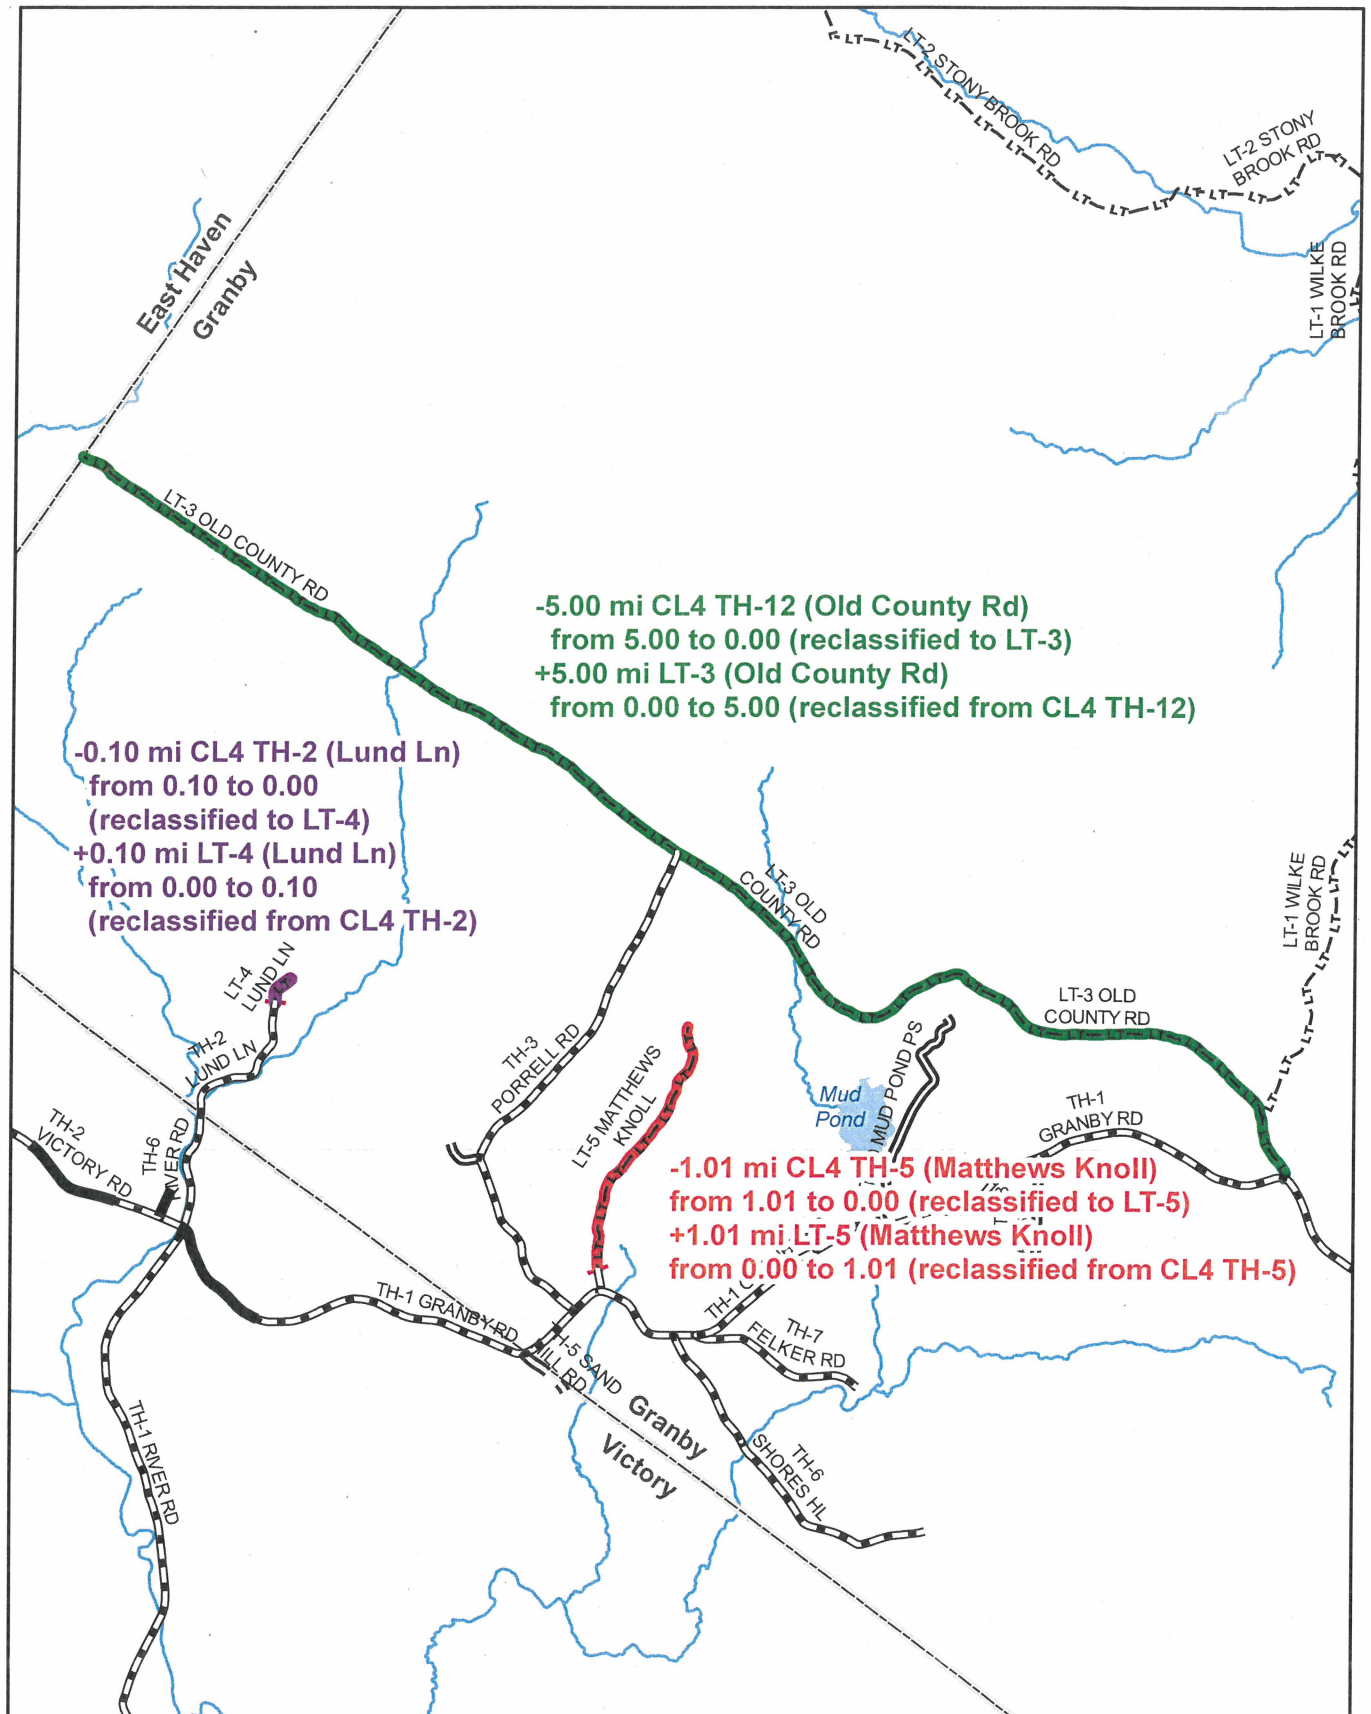 LT-2 STONY BROOK RD
LT-2 STONY
BROOK RD
LT-1 WILKE
BROOK RD
East Haven
Granby
LT-3 OLD COUNTY RD
-5.00 mi CL4 TH-12 (Old County Rd)
from 5.00 to 0.00 (reclassified to LT-3)
+5.00 mi LT-3 (Old County Rd)
from 0.00 to 5.00 (reclassified from CL4 TH-12)
-0.10 mi CL4 TH-2 (Lund Ln)
from 0.10 to 0.00
(reclassified to LT-4)
+0.10 mi LT-4 (Lund Ln)
from 0.00 to 0.10
(reclassified from CL4 TH-2)
LT-3 OLD
COUNTY RD
LT-1 WILKE
BROOK RD
LT-4
LUND LN
LT-3 OLD
COUNTY RD
TH-2
LUND LN
TH-3
PORRELL RD
LT-5 MATTHEWS
KNOLL
Mud
Pond
MUD POND PS
TH-1
GRANBY RD
TH-2
VICTORY RD
TH-6
RIVER RD
-1.01 mi CL4 TH-5 (Matthews Knoll)
from 1.01 to 0.00 (reclassified to LT-5)
+1.01 mi LT-5 (Matthews Knoll)
from 0.00 to 1.01 (reclassified from CL4 TH-5)
TH-1 GRANBY RD
TH-1
TH-7
FELKER RD
TH-5 SAND
HILL RD
Granby
Victory
TH-1 RIVER RD
TH-6
SHORES HL